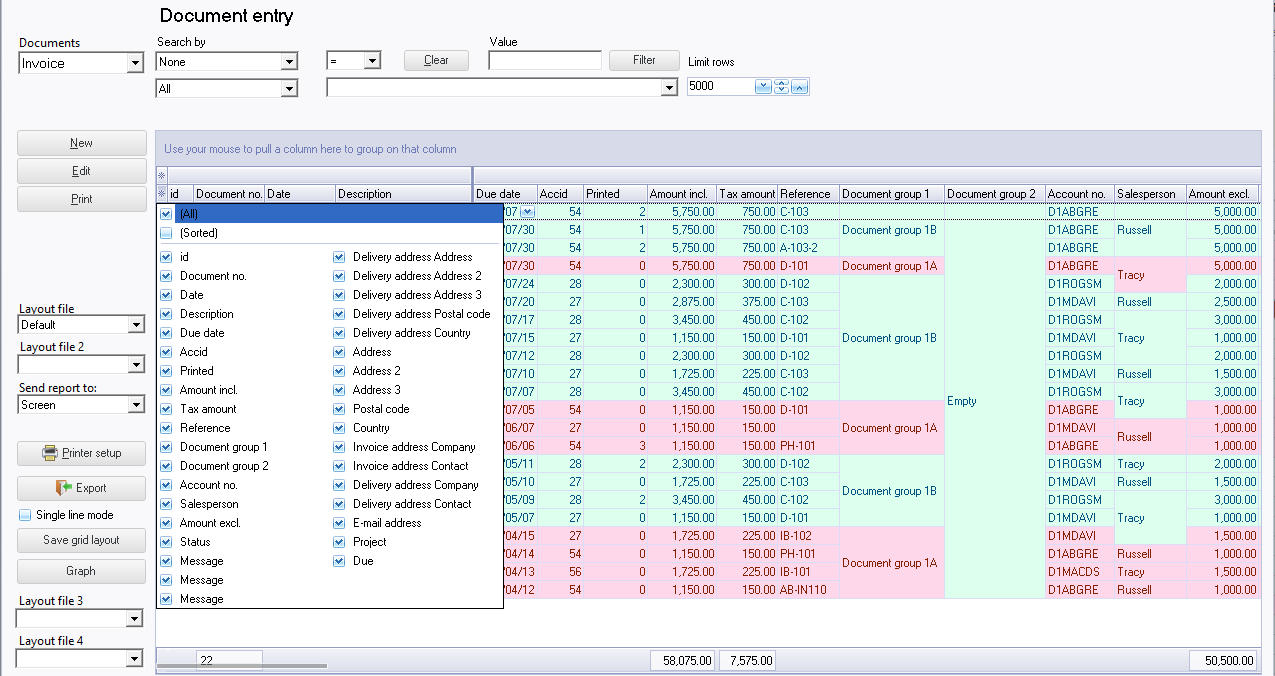 Document entry
Documents
Search by
Value
Invoice
None
=
Clear
Filter
Limit rows
All
5000
New
Edit
Print
Use your mouse to pull a column here to group on that column
id Document no. Date Description Due date Accid Printed Amount incl. Tax amount Reference Document group 1 Document group 2 Account no. Salesperson Amount excl.
(All)
(Sorted)
id
Document no.
Date
Description
Due date
Accid
Printed
Amount incl.
Tax amount
Reference
Document group 1
Document group 2
Account no.
Salesperson
Amount excl.
Status
Message
Message
Message
Delivery address Address
Delivery address Address 2
Delivery address Address 3
Delivery address Postal code
Delivery address Country
Address
Address 2
Address 3
Postal code
Country
Invoice address Company
Invoice address Contact
Delivery address Company
Delivery address Contact
E-mail address
Project
Due
'07 54 2 5,750.00 750.00 C-103 D1ABGRE 5,000.00
'07/30 54 1 5,750.00 750.00 C-103 Document group 1B D1ABGRE Russell 5,000.00
'07/30 54 2 5,750.00 750.00 A-103-2 D1ABGRE 5,000.00
'07/30 54 0 5,750.00 750.00 D-101 Document group 1A D1ABGRE 5,000.00
Tracy
'07/24 28 0 2,300.00 300.00 D-102 D1ROGSM 2,000.00
'07/20 27 0 2,875.00 375.00 C-103 D1MDAVI Russell 2,500.00
'07/17 28 0 3,450.00 450.00 C-102 D1ROGSM 3,000.00
'07/15 27 0 1,150.00 150.00 D-101 Document group 1B D1MDAVI Tracy 1,000.00
'07/12 28 0 2,300.00 300.00 D-102 D1ROGSM 2,000.00
'07/10 27 0 1,725.00 225.00 C-103 D1MDAVI Russell 1,500.00
'07/07 28 0 3,450.00 450.00 C-102 D1ROGSM 3,000.00
Empty Tracy
'07/05 54 0 1,150.00 150.00 D-101 D1ABGRE 1,000.00
'06/07 27 0 1,150.00 150.00 Document group 1A D1MDAVI 1,000.00
Russell
'06/06 54 3 1,150.00 150.00 PH-101 D1ABGRE 1,000.00
'05/11 28 2 2,300.00 300.00 D-102 D1ROGSM Tracy 2,000.00
'05/10 27 0 1,725.00 225.00 C-103 D1MDAVI Russell 1,500.00
Document group 1B
'05/09 28 2 3,450.00 450.00 C-102 D1ROGSM 3,000.00
Tracy
'05/07 27 0 1,150.00 150.00 D-101 D1MDAVI 1,000.00
'04/15 27 0 1,725.00 225.00 IB-102 D1MDAVI 1,500.00
'04/14 54 0 1,150.00 150.00 PH-101 D1ABGRE Russell 1,000.00
Document group 1A
'04/13 56 0 1,725.00 225.00 IB-101 D1MACDS Tracy 1,500.00
'04/12 54 0 1,150.00 150.00 AB-IN110 D1ABGRE Russell 1,000.00
22 58,075.00 7,575.00 50,500.00
Layout file
Default
Layout file 2
Send report to:
Screen
Printer setup
Export
Single line mode
Save grid layout
Graph
Layout file 3
Layout file 4